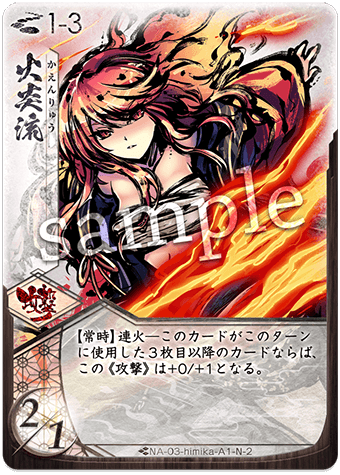 1-3
火炎流
かえんりゅう
sample
攻撃
【常時】連火―このカードがこのターン
に使用した３枚目以降のカードならば、
この《攻撃》は+0/+1となる。
2/1
NA-03-himika-A1-N-2